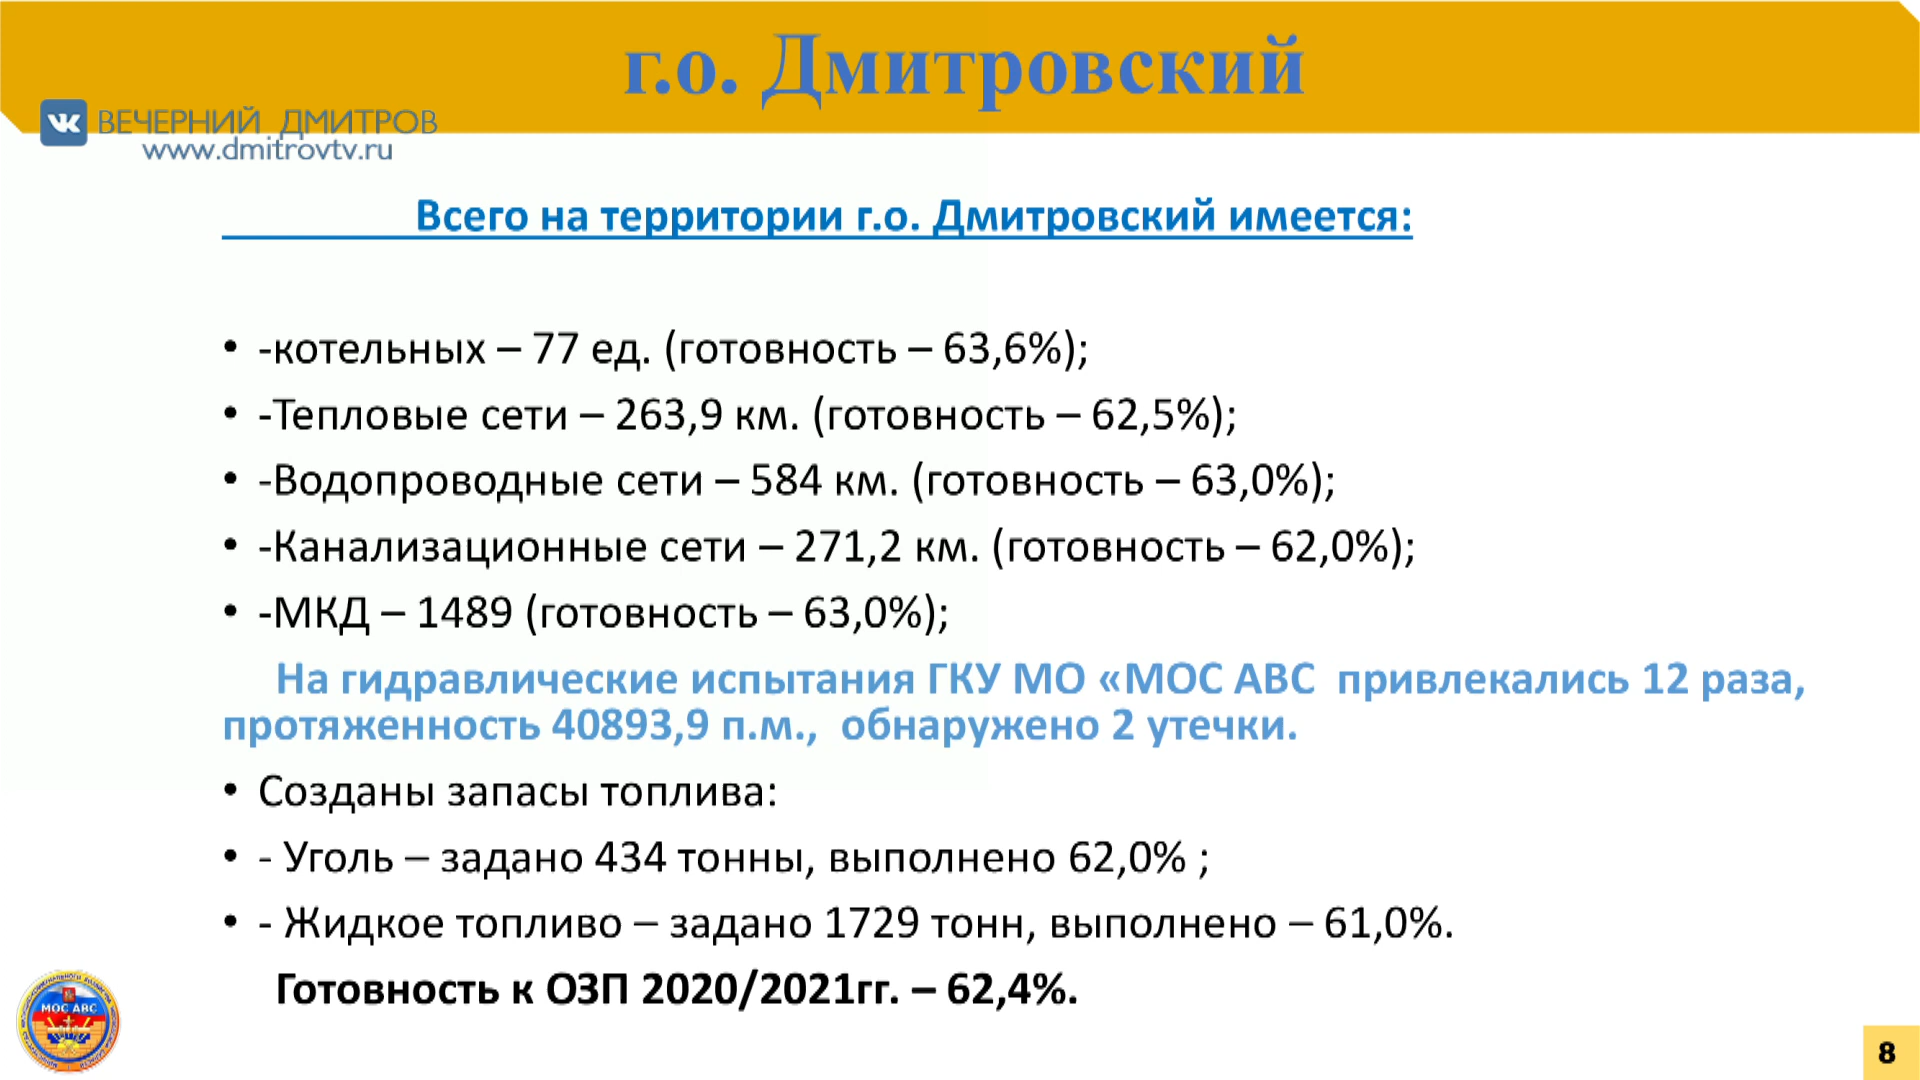 г.о. Дмитровский
ВЕЧЕРНИЙ ДМИТРОВ
www.dmitrovtv.ru
Всего на территории г.о. Дмитровский имеется:
• -котельных – 77 ед. (готовность – 63,6%);
• -Тепловые сети – 263,9 км. (готовность – 62,5%);
• -Водопроводные сети – 584 км. (готовность – 63,0%);
• -Канализационные сети – 271,2 км. (готовность – 62,0%);
• -МКД – 1489 (готовность – 63,0%);
На гидравлические испытания ГКУ МО «МОС АВС привлекались 12 раза,
протяженность 40893,9 п.м., обнаружено 2 утечки.
• Созданы запасы топлива:
• - Уголь – задано 434 тонны, выполнено 62,0% ;
• - Жидкое топливо – задано 1729 тонн, выполнено – 61,0%.
Готовность к ОЗП 2020/2021гг. – 62,4%.
МОС АВС
8